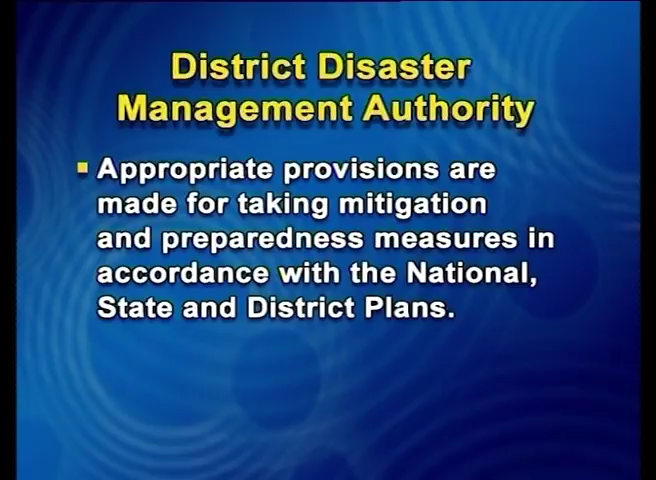 District Disaster
Management Authority
Appropriate provisions are
made for taking mitigation
and preparedness measures in
accordance with the National,
State and District Plans.